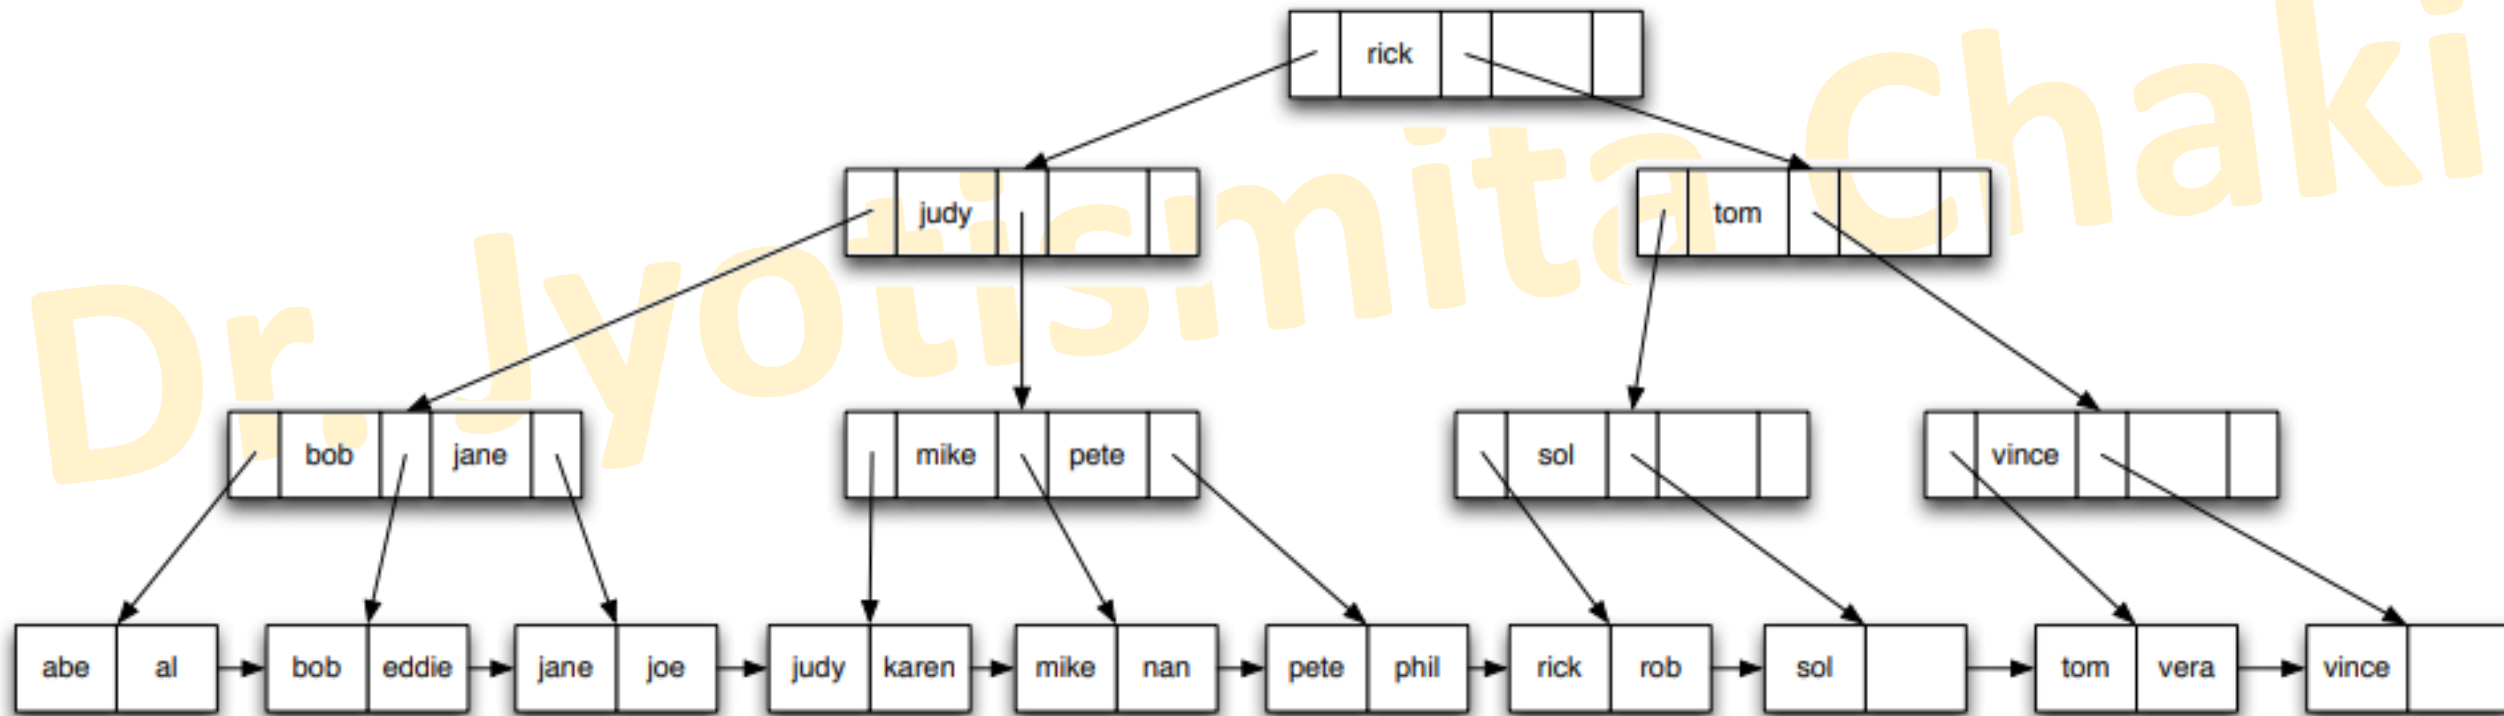 rick
judy tom
bob jane mike pete sol vince
abe al bob eddie jane joe judy karen mike nan pete phil rick rob sol tom vera vince
Dr. Jyotismita Chaki